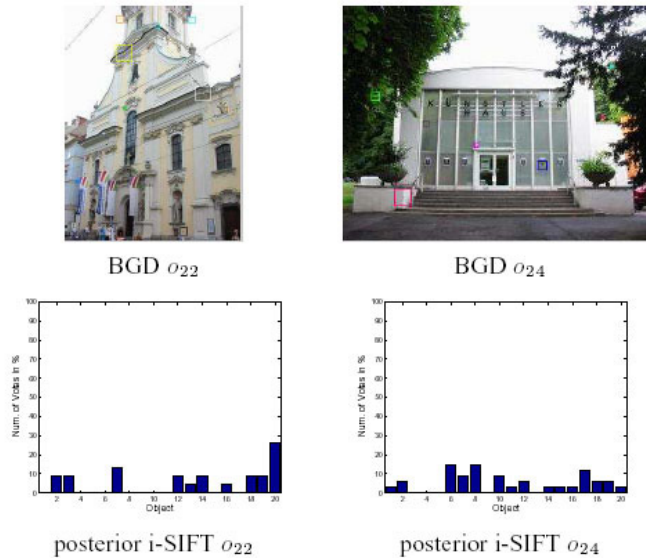 KÜNSTLER
HAUS
BGD o22
BGD o24
100
90
80
70
60
50
40
30
20
10
0
Num. of Votes in %
2 4 6 8 10 12 14 16 18 20
Object
100
90
80
70
60
50
40
30
20
10
0
Num. of Votes in %
2 4 6 8 10 12 14 16 18 20
Object
posterior i-SIFT o22
posterior i-SIFT o24